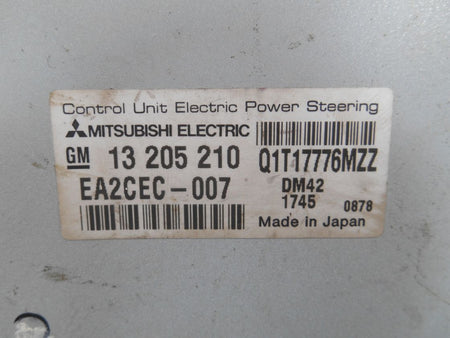 Control Unit Electric Power Steering
MITSUBISHI ELECTRIC
GM 13 205 210 Q1T17776MZZ
EA2CEC-007 DM42
1745 0878
Made in Japan